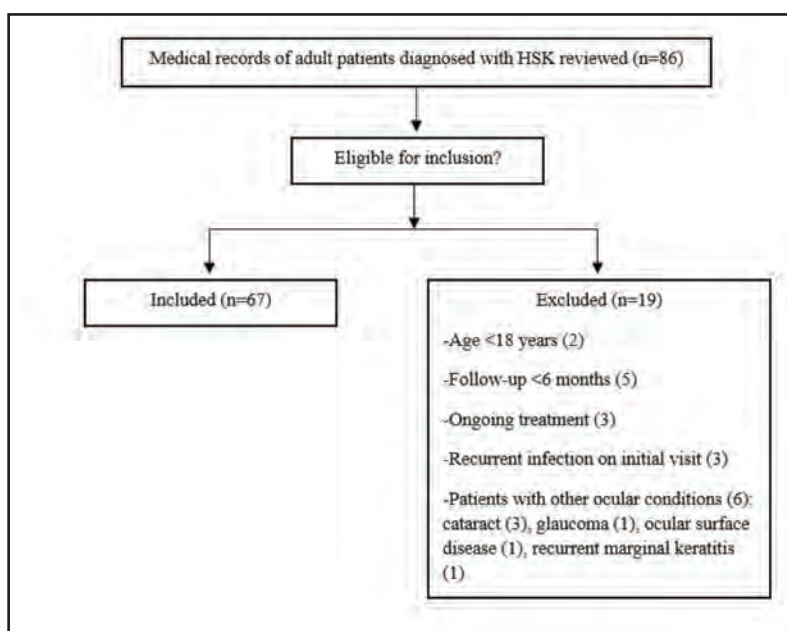 Medical records of adult patients diagnosed with HSK reviewed (n=86)
Eligible for inclusion?
Included (n=67)
Excluded (n=19)
-Age <18 years (2)
-Follow-up <6 months (5)
-Ongoing treatment (3)
-Recurrent infection on initial visit (3)
-Patients with other ocular conditions (6):
cataract (3), glaucoma (1), ocular surface
disease (1), recurrent marginal keratitis
(1)